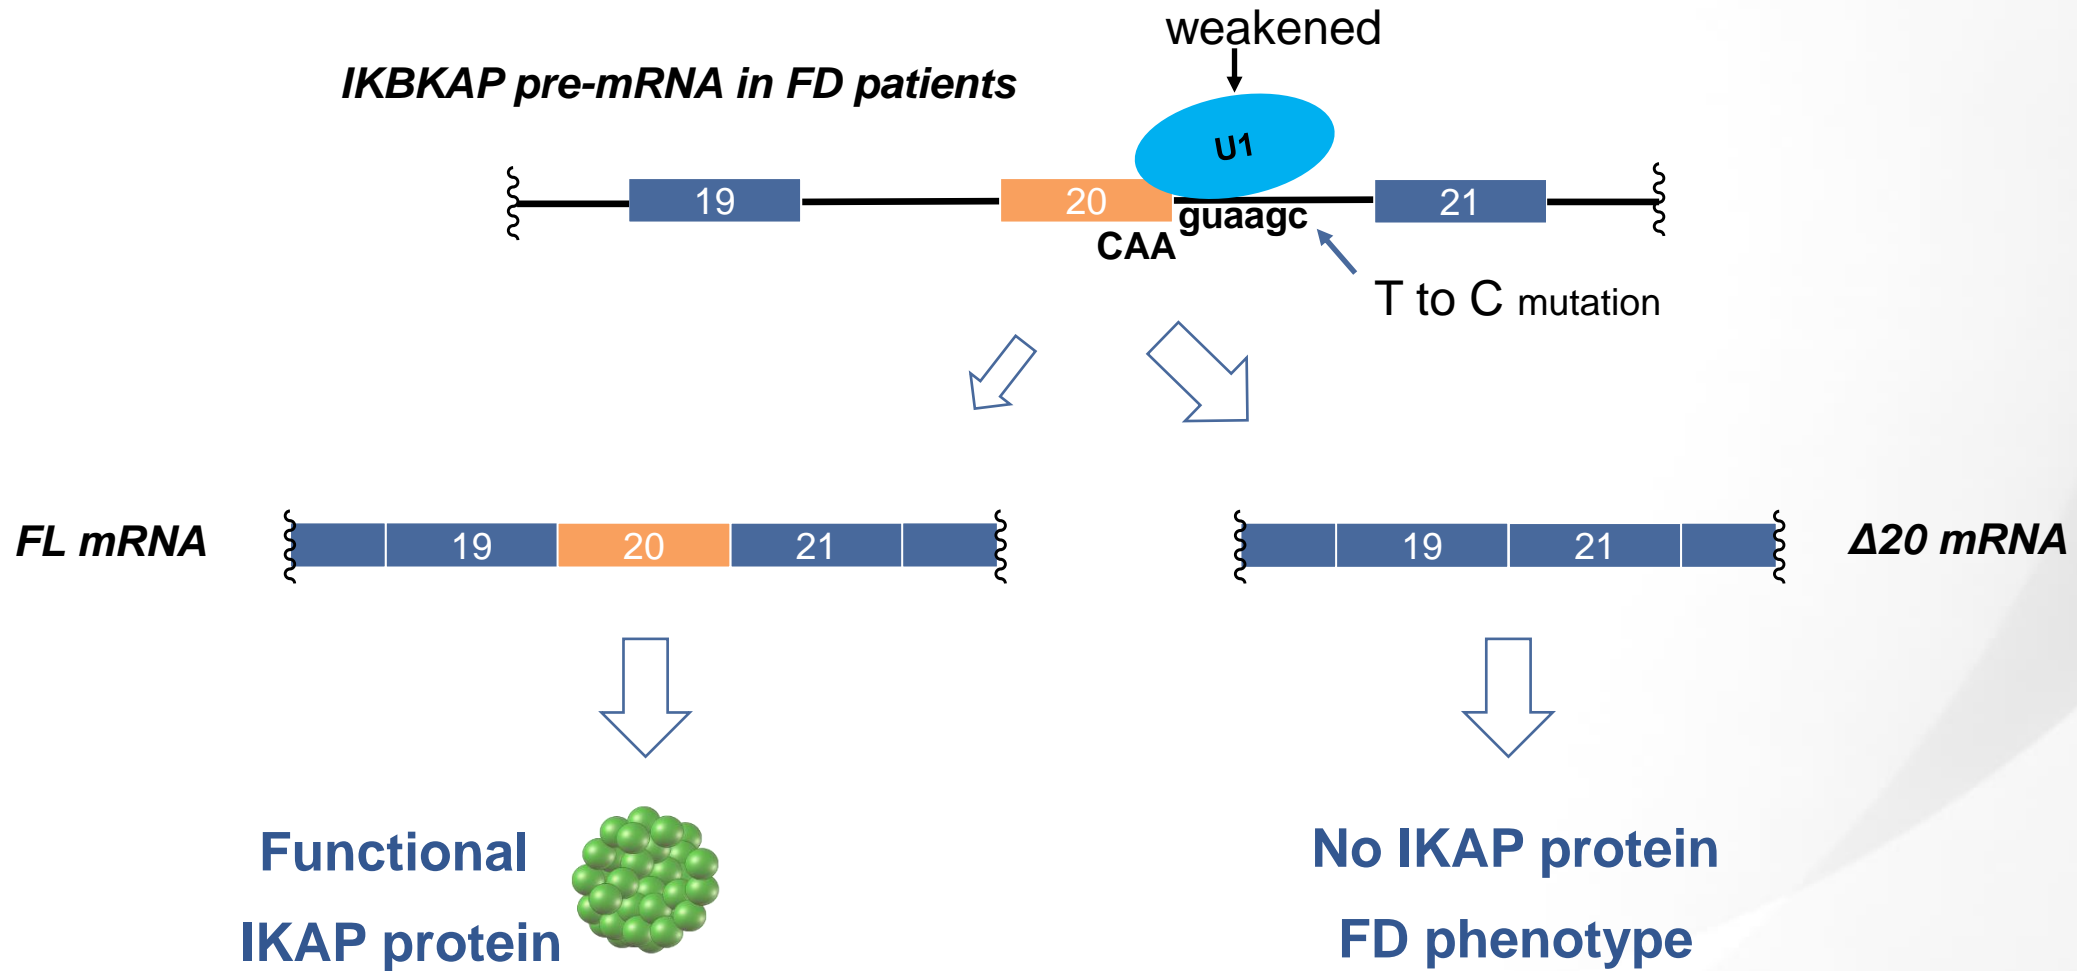 weakened
IKBKAP pre-mRNA in FD patients
U1
19
20
21
guaagc
CAA
T to C mutation
FL mRNA
19
20
21
19
21
Δ20 mRNA
Functional
IKAP protein
No IKAP protein
FD phenotype